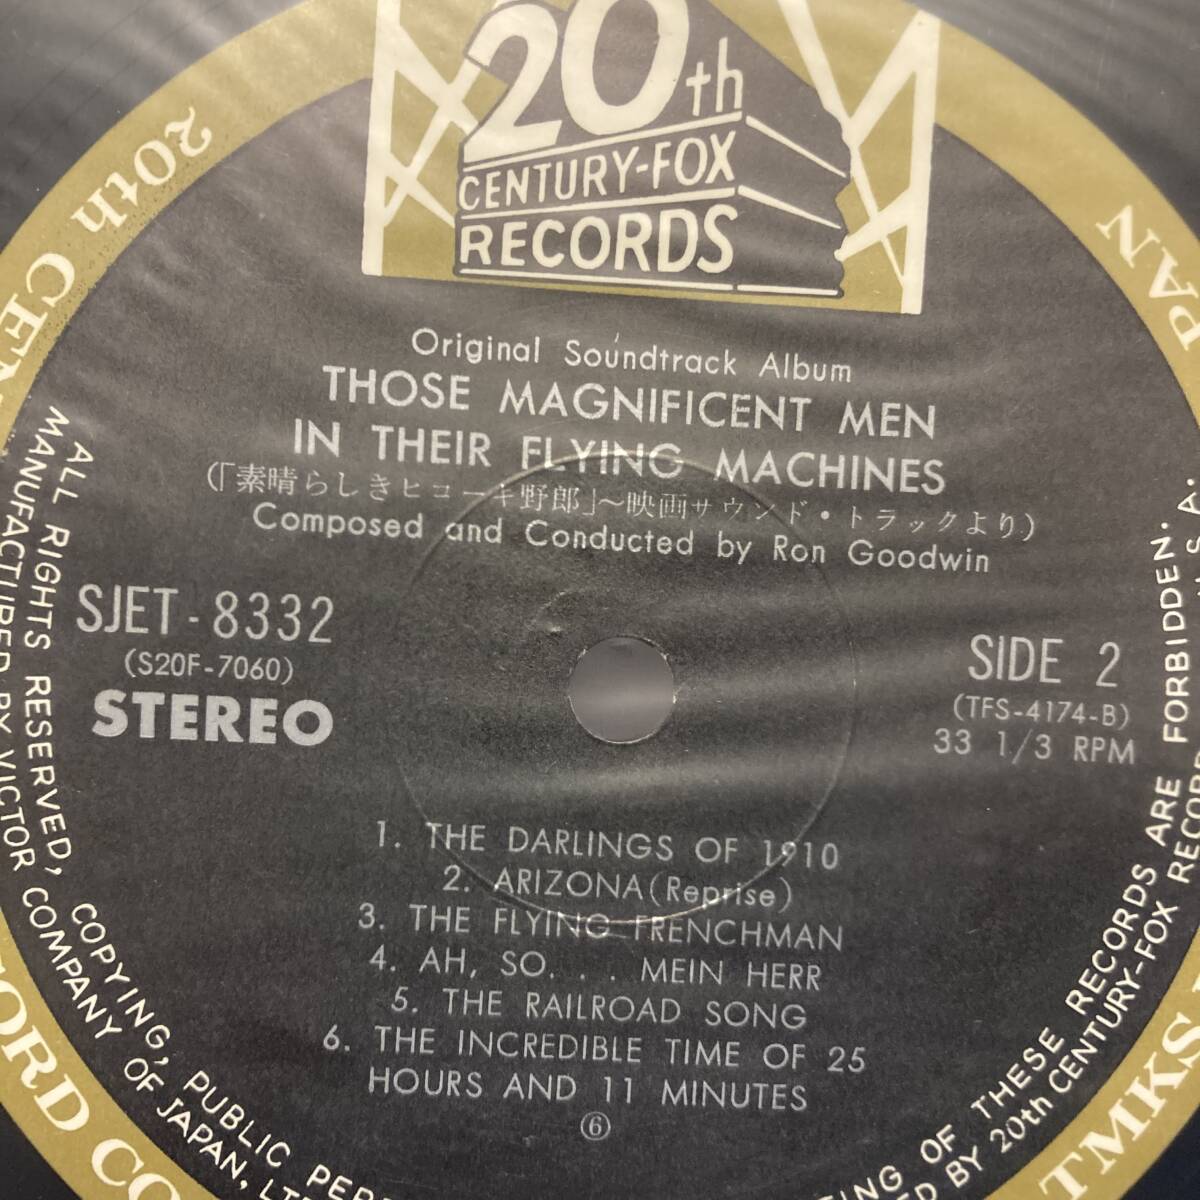 20th
CENTURY-FOX
RECORDS
Original Soundtrack Album
THOSE MAGNIFICENT MEN
IN THEIR FLYING MACHINES
(「素晴らしきヒコーキ野郎」～映画サウンド・トラックより)
Composed and Conducted by Ron Goodwin
SJET-8332
(S20F-7060)
STEREO
SIDE 2
(TFS-4174-B)
33 1/3 RPM
1. THE DARLINGS OF 1910
2. ARIZONA (Reprise)
3. THE FLYING FRENCHMAN
4. AH, SO. . . MEIN HERR
5. THE RAILROAD SONG
6. THE INCREDIBLE TIME OF 25
HOURS AND 11 MINUTES
⑥
ALL RIGHTS RESERVED, COPYING, PUBLIC
OF THESE RECORDS ARE FORBIDDEN.
MANUFACTURED BY VICTOR COMPANY OF JAPAN,
BY 20th CENTURY-FOX
20th
TMKS